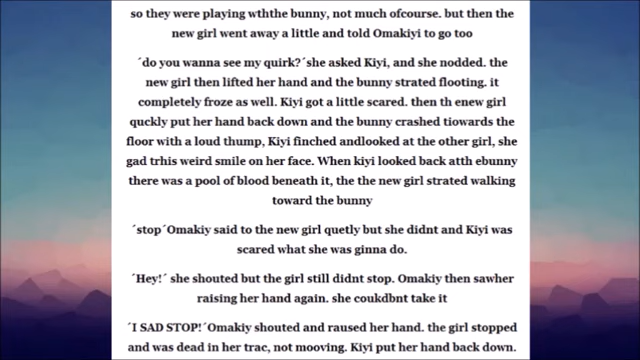 so they were playing wththe bunny, not much ofcourse. but then the
new girl went away a little and told Omakiyi to go too
´do you wanna see my quirk?´she asked Kiyi, and she nodded. the
new girl then lifted her hand and the bunny strated flooting. it
completely froze as well. Kiyi got a little scared. then th enew girl
quckly put her hand back down and the bunny crashed tiowards the
floor with a loud thump, Kiyi finched andlooked at the other girl, she
gad trhis weird smile on her face. When kiyi looked back atth ebunny
there was a pool of blood beneath it, the the new girl strated walking
toward the bunny
´stop´Omakiy said to the new girl quetly but she didnt and Kiyi was
scared what she was ginna do.
´Hey!´ she shouted but the girl still didnt stop. Omakiy then sawher
raising her hand again. she coukdbnt take it
´I SAD STOP!´Omakiy shouted and raused her hand. the girl stopped
and was dead in her trac, not mooving. Kiyi put her hand back down.